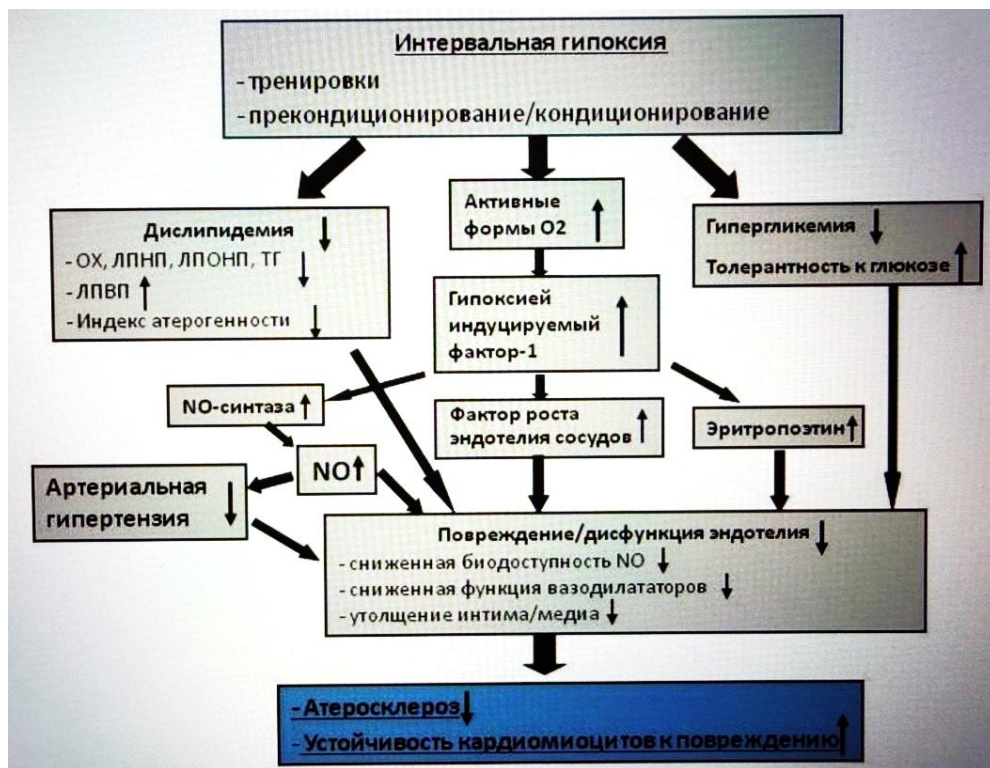 Интервальная гипоксия
- тренировки
- прекондиционирование/кондиционирование
Дислипидемия ↓
- ОХ, ЛПНП, ЛПОНП, ТГ ↓
- ЛПВП ↑
- Индекс атерогенности ↓
Активные
формы О2 ↑
Гипергликемия ↓
Толерантность к глюкозе ↑
Гипоксией
индуцируемый
фактор-1 ↑
NO-синтаза ↑
Фактор роста
эндотелия сосудов ↑
Эритропоэтин ↑
NO ↑
Артериальная
гипертензия ↓
Повреждение/дисфункция эндотелия ↓
- сниженная биодоступность NO ↓
- сниженная функция вазодилататоров ↓
- утолщение интима/медиа ↓
- Атеросклероз ↓
- Устойчивость кардиомиоцитов к повреждению ↑